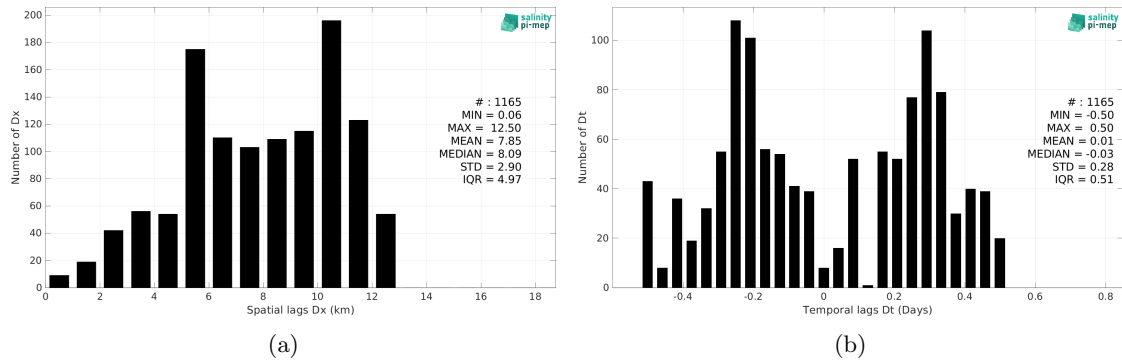 200
180
160
140
120
100
80
60
40
20
0
0 2 4 6 8 10 12 14 16 18
Number of Dx
Spatial lags Dx (km)
salinity
pi-mep
# : 1165
MIN = 0.06
MAX = 12.50
MEAN = 7.85
MEDIAN = 8.09
STD = 2.90
IQR = 4.97
(a)
100
80
60
40
20
0
-0.4 -0.2 0 0.2 0.4 0.6 0.8
Number of Dt
Temporal lags Dt (Days)
salinity
pi-mep
# : 1165
MIN = -0.50
MAX = 0.50
MEAN = 0.01
MEDIAN = -0.03
STD = 0.28
IQR = 0.51
(b)